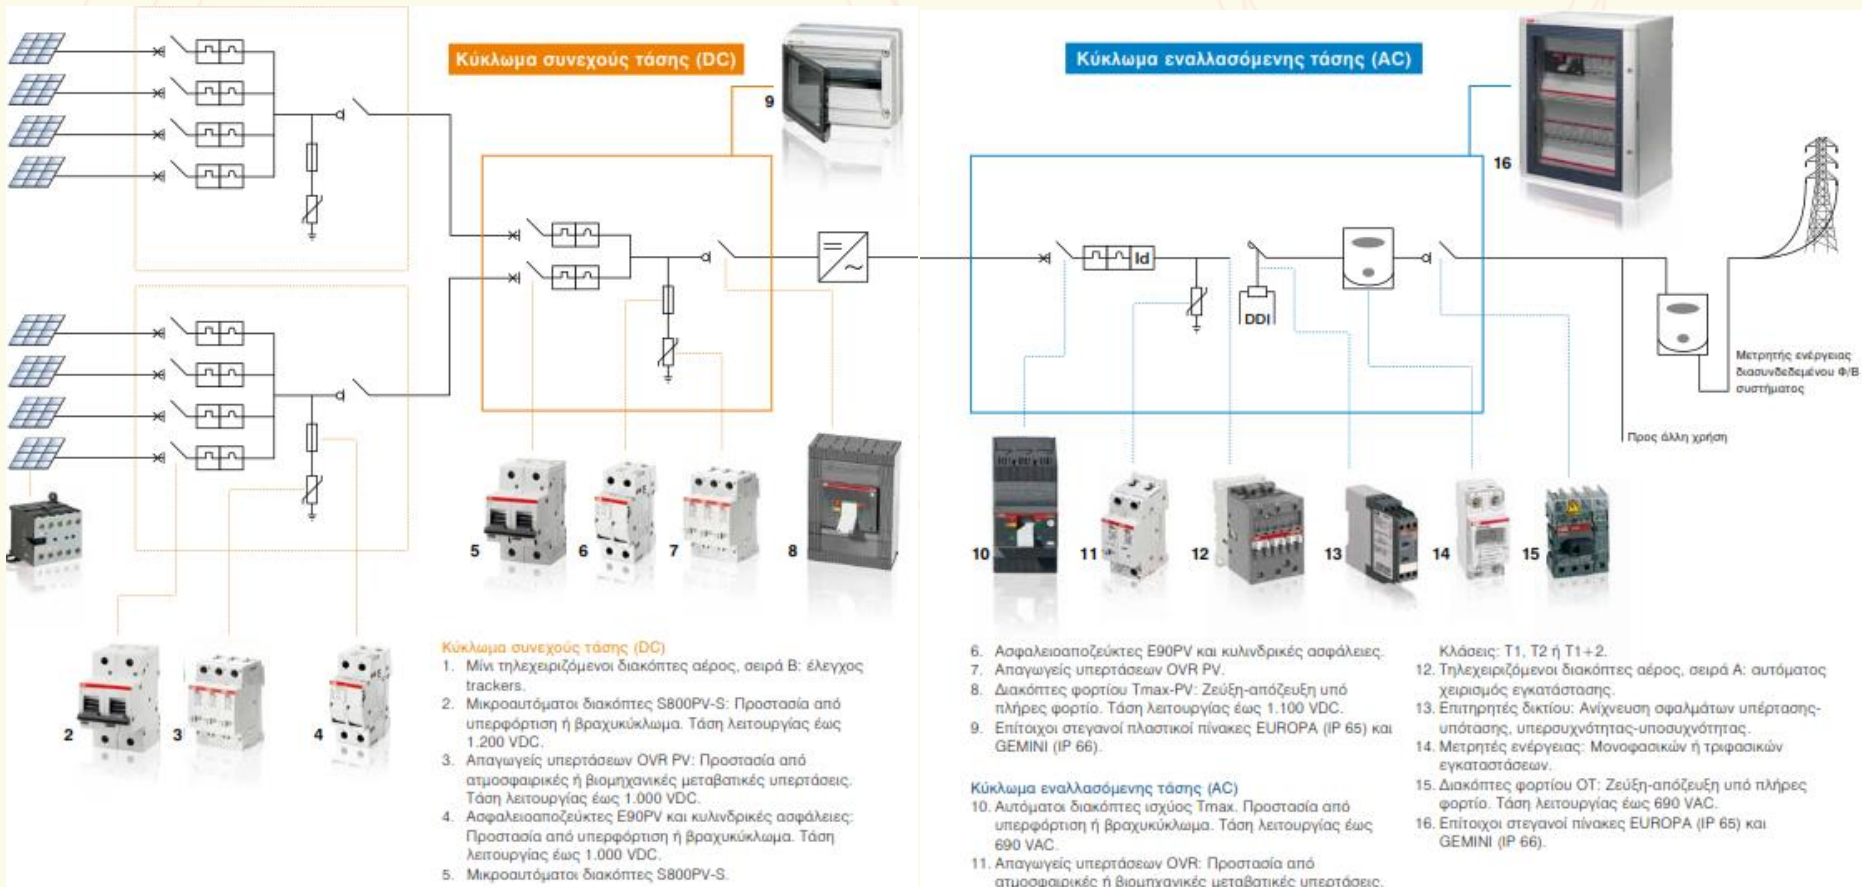 Κύκλωμα συνεχούς τάσης (DC)
9
Κύκλωμα εναλλασόμενης τάσης (AC)
16
Id
DDI
Μετρητής ενέργειας
διασυνδεδεμένου Φ/Β
συστήματος
Προς άλλη χρήση
5
6
7
8
10
11
12
13
14
15
2
3
4
Κύκλωμα συνεχούς τάσης (DC)
1. Μίνι τηλεχειριζόμενοι διακόπτες αέρος, σειρά Β: έλεγχος
trackers.
2. Μικροαυτόματοι διακόπτες S800PV-S: Προστασία από
υπερφόρτιση ή βραχυκύκλωμα. Τάση λειτουργίας έως
1.200 VDC.
3. Απαγωγείς υπερτάσεων OVR PV: Προστασία από
ατμοσφαιρικές ή βιομηχανικές μεταβατικές υπερτάσεις.
Τάση λειτουργίας έως 1.000 VDC.
4. Ασφαλειοαποζεύκτες E90PV και κυλινδρικές ασφάλειες:
Προστασία από υπερφόρτιση ή βραχυκύκλωμα. Τάση
λειτουργίας έως 1.000 VDC.
5. Μικροαυτόματοι διακόπτες S800PV-S.
6. Ασφαλειοαποζεύκτες E90PV και κυλινδρικές ασφάλειες.
7. Απαγωγείς υπερτάσεων OVR PV.
8. Διακόπτες φορτίου Tmax-PV: Ζεύξη-απόζευξη υπό
πλήρες φορτίο. Τάση λειτουργίας έως 1.100 VDC.
9. Επίτοιχοι στεγανοί πλαστικοί πίνακες EUROPA (IP 65) και
GEMINI (IP 66).
Κύκλωμα εναλλασόμενης τάσης (AC)
10. Αυτόματοι διακόπτες ισχύος Tmax. Προστασία από
υπερφόρτιση ή βραχυκύκλωμα. Τάση λειτουργίας έως
690 VAC.
11. Απαγωγείς υπερτάσεων OVR: Προστασία από
ατμοσφαιρικές ή βιομηχανικές μεταβατικές υπερτάσεις.
Κλάσεις: T1, T2 ή T1+2.
12. Τηλεχειριζόμενοι διακόπτες αέρος, σειρά Α: αυτόματος
χειρισμός εγκατάστασης.
13. Επιτηρητές δικτίου: Ανίχνευση σφαλμάτων υπέρτασης-
υπότασης, υπερσυχνότητας-υποσυχνότητας.
14. Μετρητές ενέργειας: Μονοφασικών ή τριφασικών
εγκαταστάσεων.
15. Διακόπτες φορτίου OT: Ζεύξη-απόζευξη υπό πλήρες
φορτίο. Τάση λειτουργίας έως 690 VAC.
16. Επίτοιχοι στεγανοί πίνακες EUROPA (IP 65) και
GEMINI (IP 66).